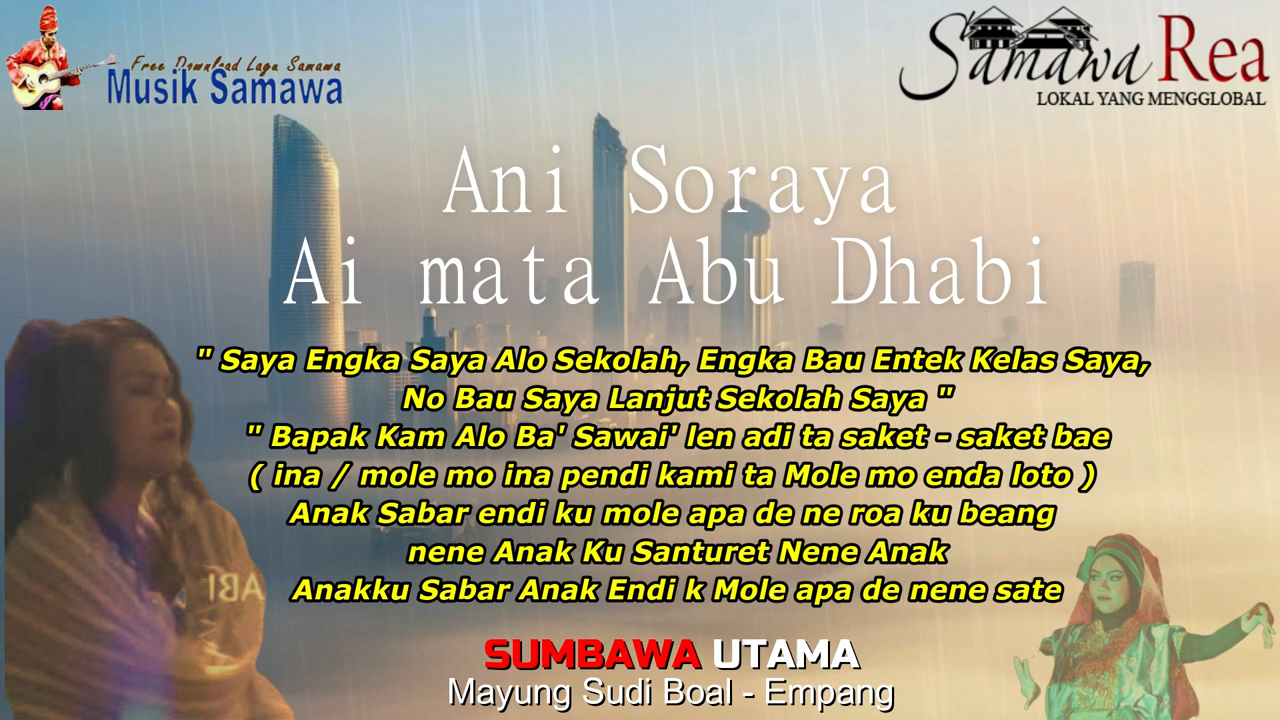 Free Download Lagu Samawa
Musik Samawa
Samawa Rea
LOKAL YANG MENGGLOBAL
Ani Soraya
Ai mata Abu Dhabi
" Saya Engka Saya Alo Sekolah, Engka Bau Entek Kelas Saya,
No Bau Saya Lanjut Sekolah Saya "
" Bapak Kam Alo Ba' Sawai' len adi ta saket - saket bae
( ina / mole mo ina pendi kami ta Mole mo enda loto )
Anak Sabar endi ku mole apa de ne roa ku beang
nene Anak Ku Santuret Nene Anak
Anakku Sabar Anak Endi k Mole apa de nene sate
SUMBAWA UTAMA
Mayung Sudi Boal - Empang